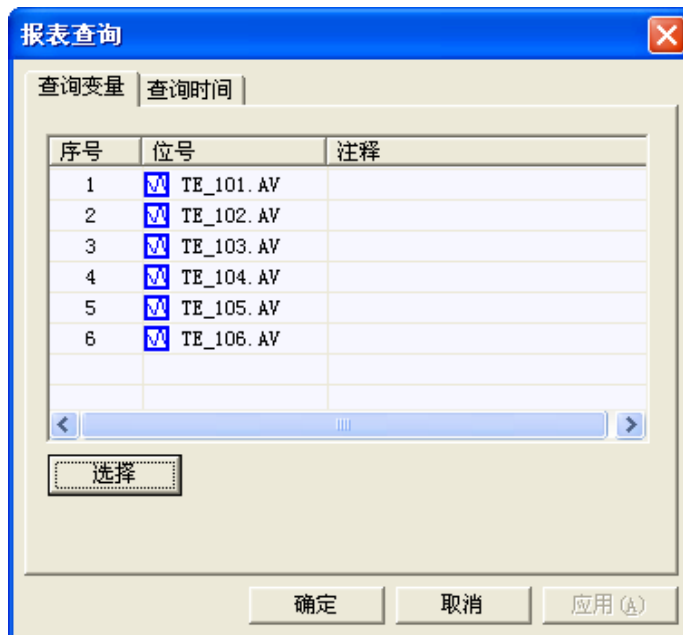 报表查询
查询变量 查询时间
序号 位号 注释
1 TE_101.AV
2 TE_102.AV
3 TE_103.AV
4 TE_104.AV
5 TE_105.AV
6 TE_106.AV
选择
确定 取消 应用(A)